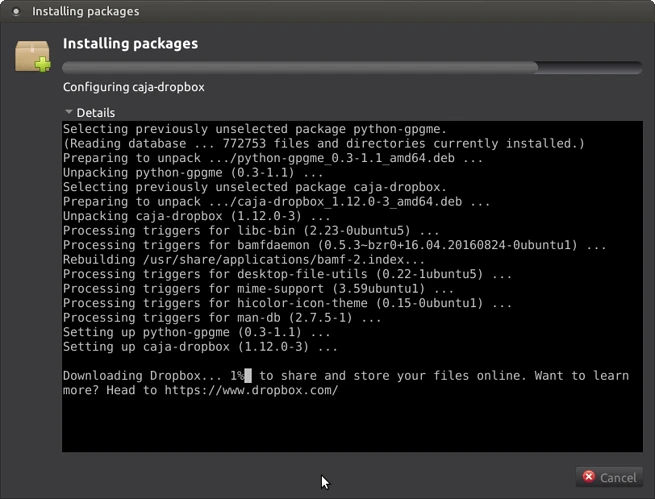 Installing packages
Installing packages
Configuring caja-dropbox
Details
Selecting previously unselected package python-gpgme.
(Reading database ... 772753 files and directories currently installed.)
Preparing to unpack .../python-gpgme_0.3-1.1_amd64.deb ...
Unpacking python-gpgme (0.3-1.1) ...
Selecting previously unselected package caja-dropbox.
Preparing to unpack .../caja-dropbox_1.12.0-3_amd64.deb ...
Unpacking caja-dropbox (1.12.0-3) ...
Processing triggers for libc-bin (2.23-0ubuntu5) ...
Processing triggers for bamfdaemon (0.5.3~bzr0+16.04.20160824-0ubuntu1) ...
Rebuilding /usr/share/applications/bamf-2.index...
Processing triggers for desktop-file-utils (0.22-1ubuntu5) ...
Processing triggers for mime-support (3.59ubuntu1) ...
Processing triggers for hicolor-icon-theme (0.15-0ubuntu1) ...
Processing triggers for man-db (2.7.5-1) ...
Setting up python-gpgme (0.3-1.1) ...
Setting up caja-dropbox (1.12.0-3) ...
Downloading Dropbox... 1% to share and store your files online. Want to learn
more? Head to https://www.dropbox.com/
Cancel